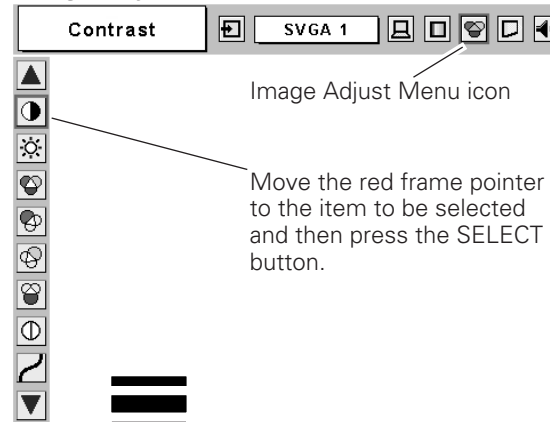 Contrast
SVGA 1
Image Adjust Menu icon
Move the red frame pointer
to the item to be selected
and then press the SELECT
button.